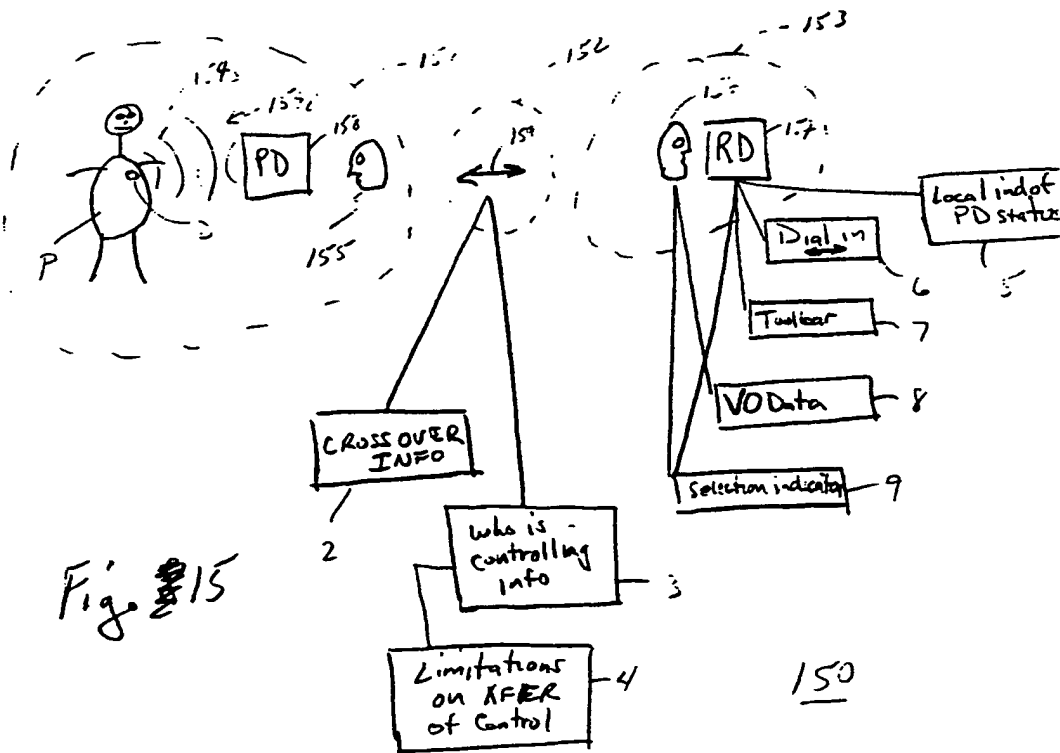 153
152
PD
155
P
RD
Local ind of
PD status
5
Dial in
6
Toolbar
7
VO Data
8
Selection indicator
9
CROSSOVER
INFO
2
who is
controlling
info
3
Limitations
on XFER
of Control
4
Fig. 15
150